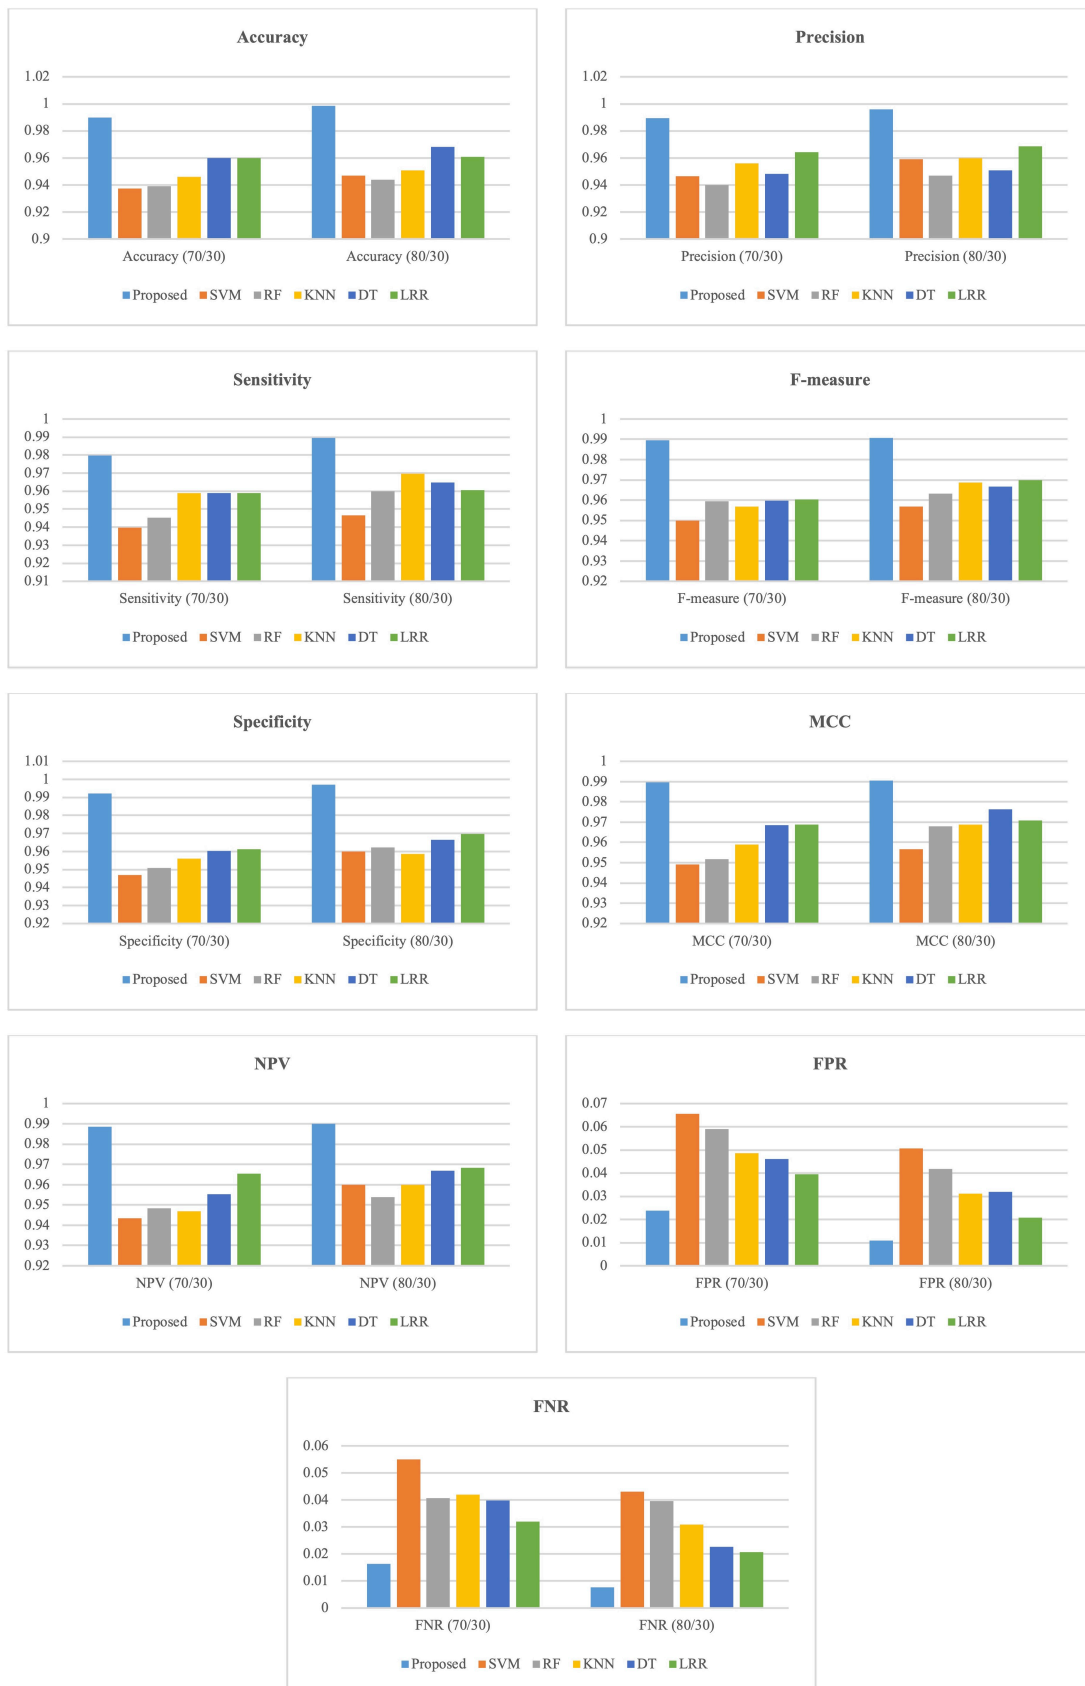 Accuracy
1.02
1
0.98
0.96
0.94
0.92
0.9
Accuracy (70/30) Accuracy (80/30)
Proposed SVM RF KNN DT LRR
Precision
1.02
1
0.98
0.96
0.94
0.92
0.9
Precision (70/30) Precision (80/30)
Proposed SVM RF KNN DT LRR
Sensitivity
1
0.99
0.98
0.97
0.96
0.95
0.94
0.93
0.92
0.91
Sensitivity (70/30) Sensitivity (80/30)
Proposed SVM RF KNN DT LRR
F-measure
1
0.99
0.98
0.97
0.96
0.95
0.94
0.93
0.92
F-measure (70/30) F-measure (80/30)
Proposed SVM RF KNN DT LRR
Specificity
1.01
1
0.99
0.98
0.97
0.96
0.95
0.94
0.93
0.92
Specificity (70/30) Specificity (80/30)
Proposed SVM RF KNN DT LRR
MCC
1
0.99
0.98
0.97
0.96
0.95
0.94
0.93
0.92
MCC (70/30) MCC (80/30)
Proposed SVM RF KNN DT LRR
NPV
1
0.99
0.98
0.97
0.96
0.95
0.94
0.93
0.92
NPV (70/30) NPV (80/30)
Proposed SVM RF KNN DT LRR
FPR
0.07
0.06
0.05
0.04
0.03
0.02
0.01
0
FPR (70/30) FPR (80/30)
Proposed SVM RF KNN DT LRR
FNR
0.06
0.05
0.04
0.03
0.02
0.01
0
FNR (70/30) FNR (80/30)
Proposed SVM RF KNN DT LRR